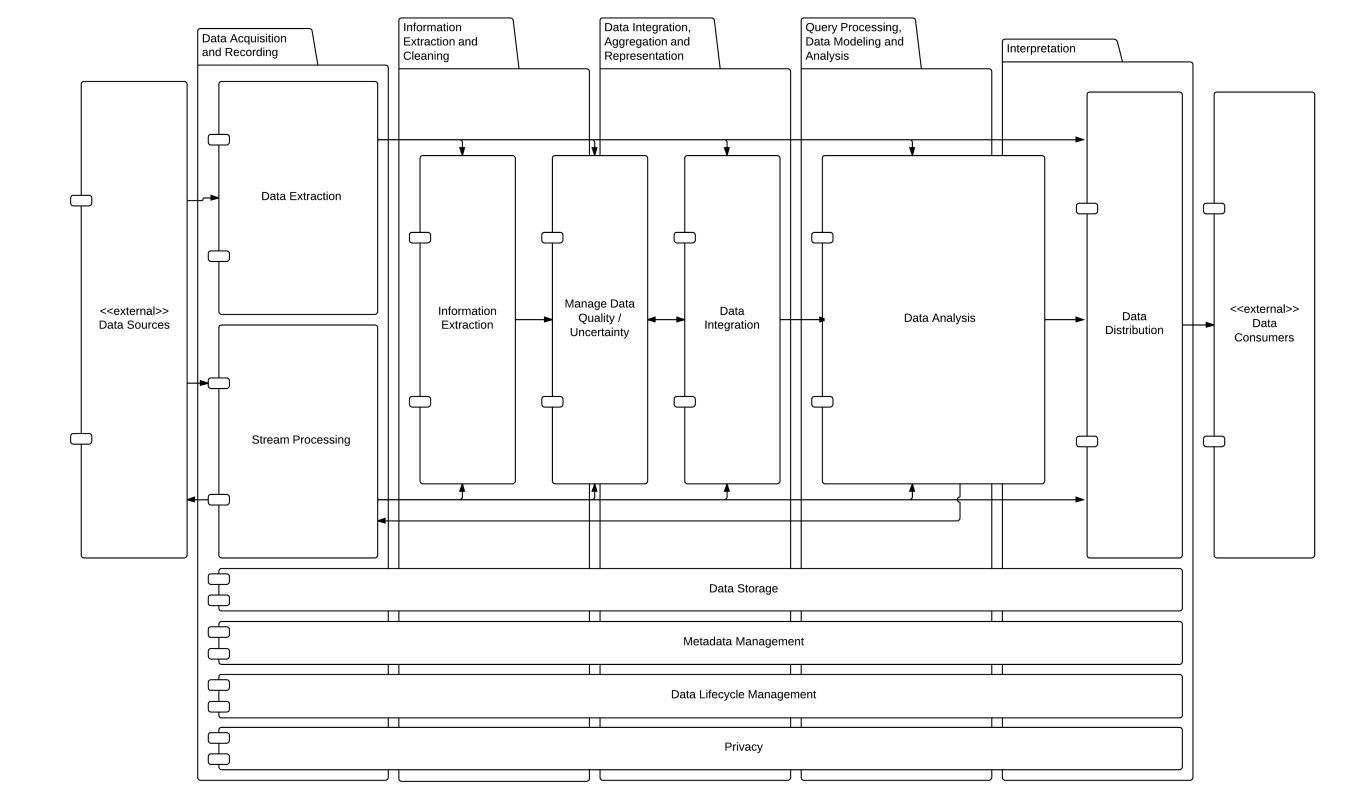 Data Acquisition
and Recording
Information
Extraction and
Cleaning
Data Integration,
Aggregation and
Representation
Query Processing,
Data Modeling and
Analysis
Interpretation
<<external>>
Data Sources
Data Extraction
Stream Processing
Information
Extraction
Manage Data
Quality /
Uncertainty
Data
Integration
Data Analysis
Data
Distribution
<<external>>
Data
Consumers
Data Storage
Metadata Management
Data Lifecycle Management
Privacy